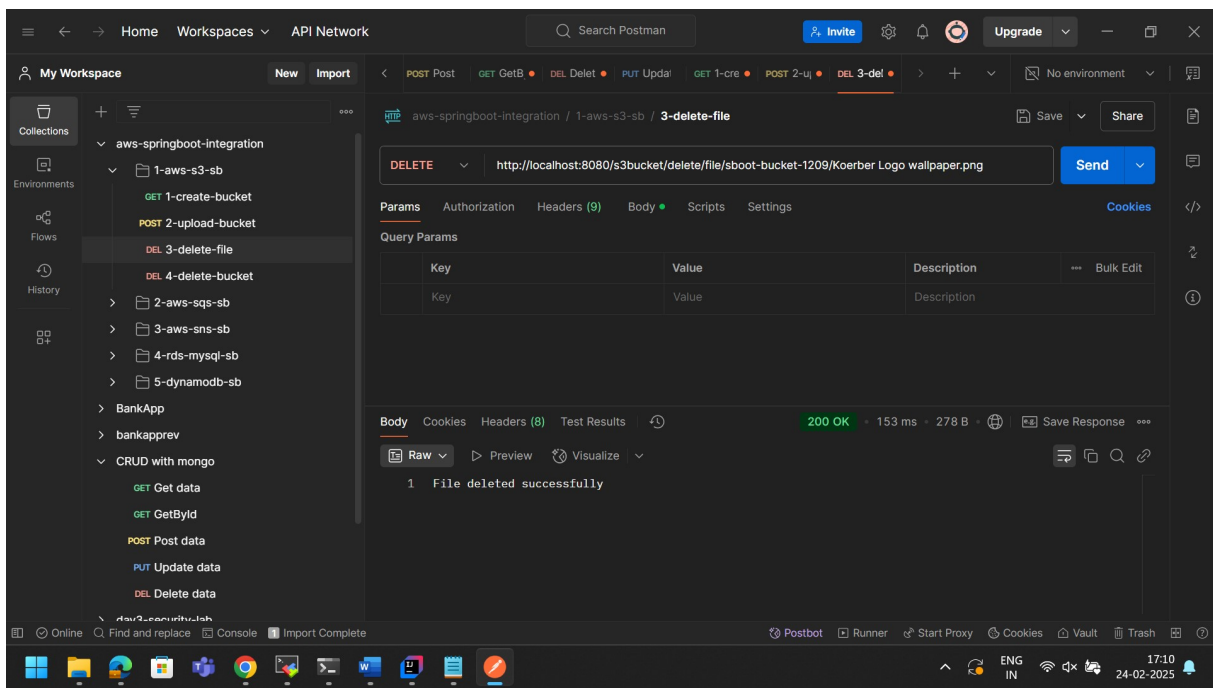 Home Workspaces API Network Search Postman Invite Upgrade
My Workspace New Import POST Post GET GetB DEL Delet PUT Updat GET 1-cre POST 2-u DEL 3-del No environment
Collections
Environments
Flows
History
aws-springboot-integration
1-aws-s3-sb
GET 1-create-bucket
POST 2-upload-bucket
DEL 3-delete-file
DEL 4-delete-bucket
2-aws-sqs-sb
3-aws-sns-sb
4-rds-mysql-sb
5-dynamodb-sb
BankApp
bankapprev
CRUD with mongo
GET Get data
GET GetById
POST Post data
PUT Update data
DEL Delete data
day3-security-lab
HTTP aws-springboot-integration / 1-aws-s3-sb / 3-delete-file Save Share
DELETE http://localhost:8080/s3bucket/delete/file/sboot-bucket-1209/Koerber Logo wallpaper.png Send
Params Authorization Headers (9) Body Scripts Settings Cookies
Query Params
Key Value Description Bulk Edit
Key Value Description
Body Cookies Headers (8) Test Results 200 OK 153 ms 278 B e.g. Save Response
Raw Preview Visualize
1 File deleted successfully
Online Find and replace Console 1 Import Complete Postbot Runner Start Proxy Cookies Vault Trash
ENG 17:10
IN 24-02-2025